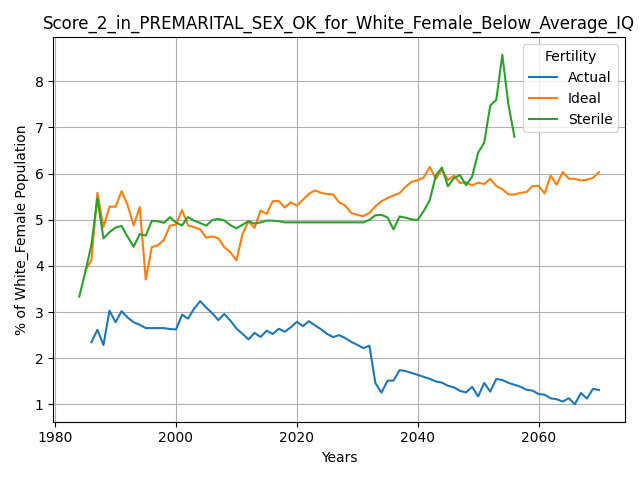 Score_2_in_PREMARITAL_SEX_OK_for_White_Female_Below_Average_IQ
Fertility
Actual
Ideal
Sterile
% of White_Female Population
8
7
6
5
4
3
2
1
1980 2000 2020 2040 2060
Years